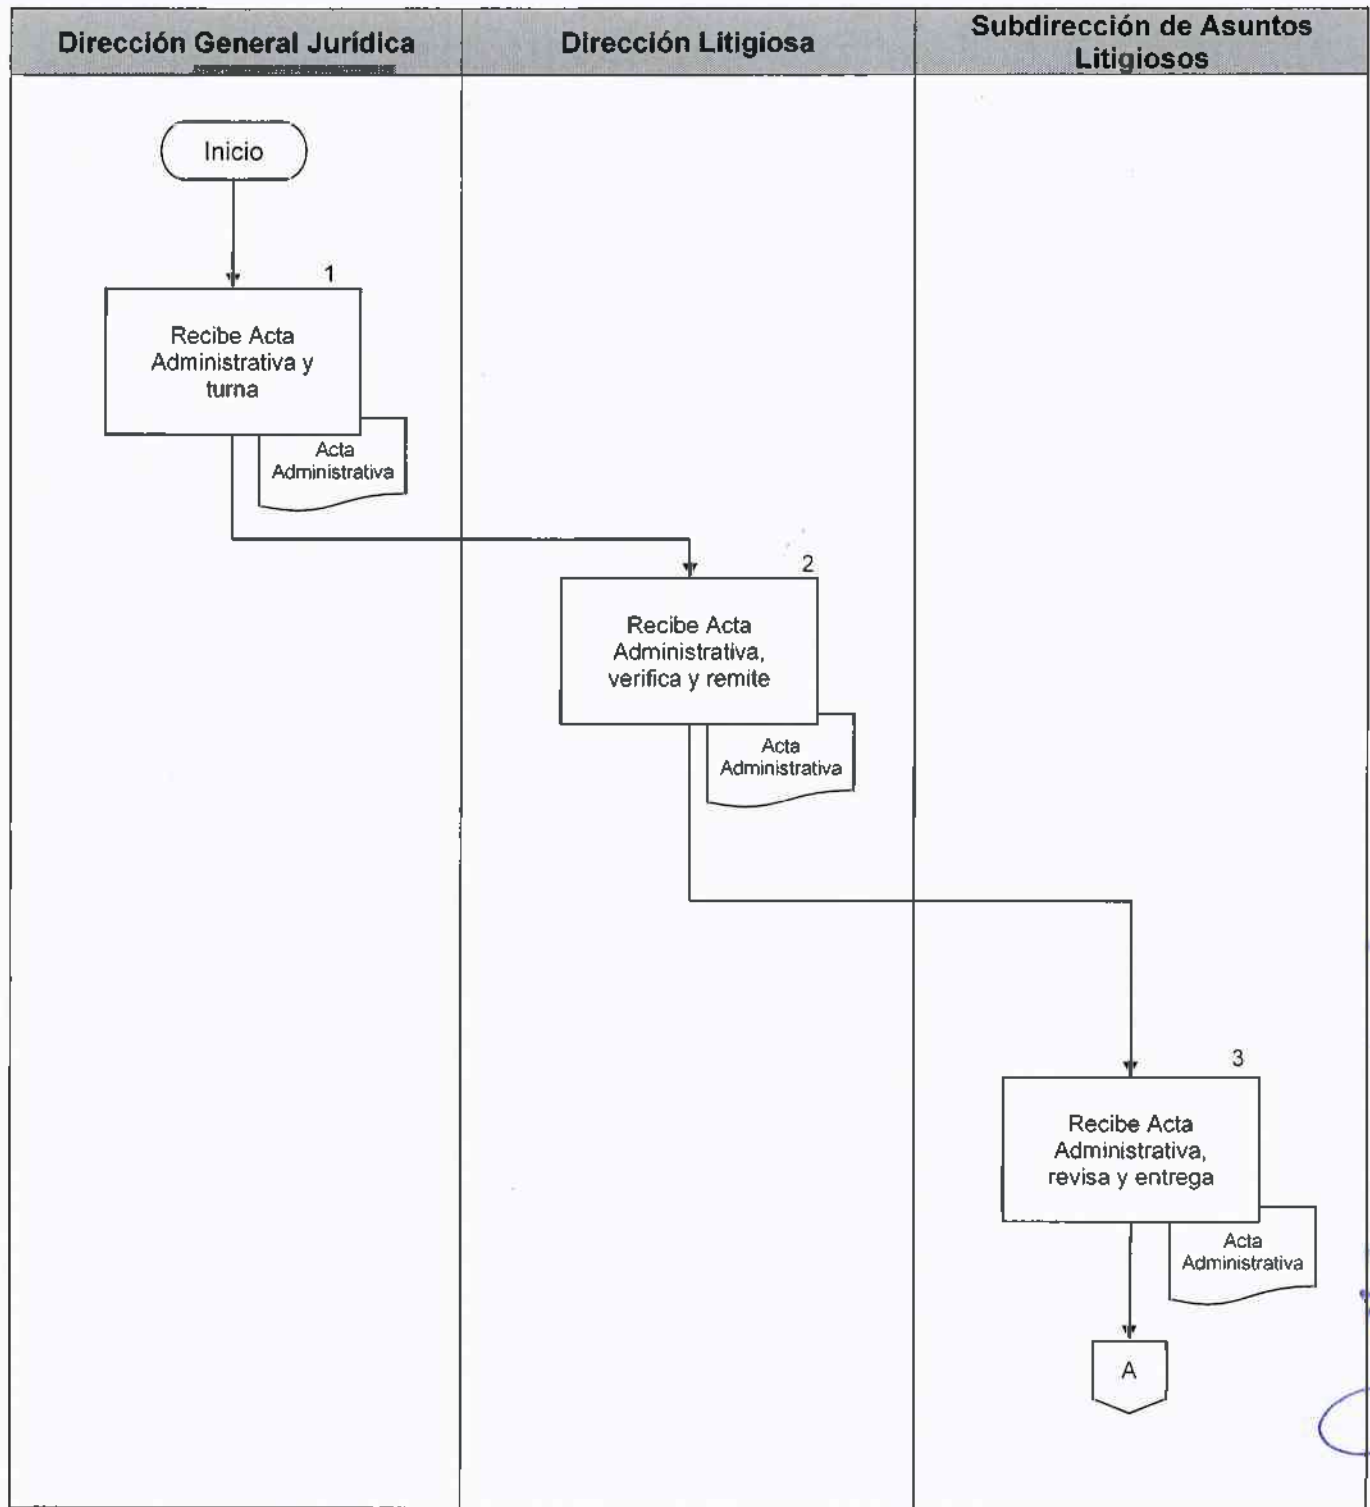 Dirección General Jurídica
Dirección Litigiosa
Subdirección de Asuntos
Litigiosos
Inicio
1
Recibe Acta
Administrativa y
turna
Acta
Administrativa
2
Recibe Acta
Administrativa,
verifica y remite
Acta
Administrativa
3
Recibe Acta
Administrativa,
revisa y entrega
Acta
Administrativa
A